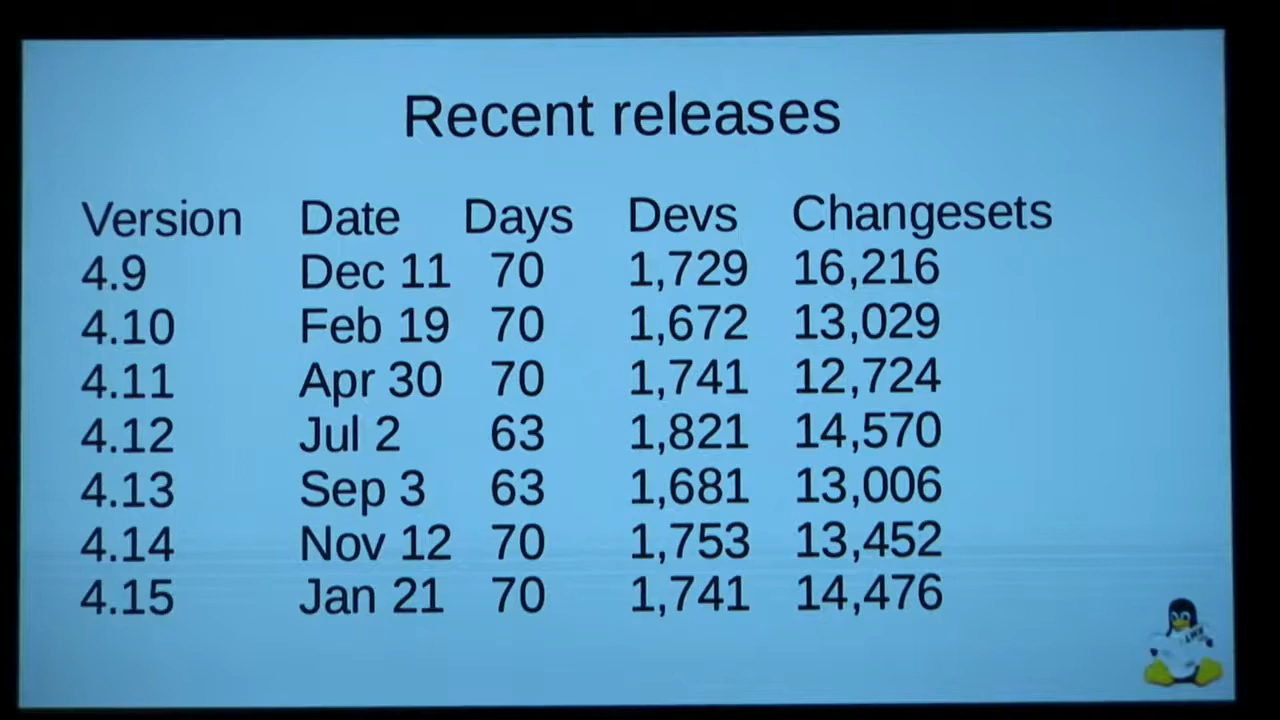 Recent releases
Version Date Days Devs Changesets
4.9 Dec 11 70 1,729 16,216
4.10 Feb 19 70 1,672 13,029
4.11 Apr 30 70 1,741 12,724
4.12 Jul 2 63 1,821 14,570
4.13 Sep 3 63 1,681 13,006
4.14 Nov 12 70 1,753 13,452
4.15 Jan 21 70 1,741 14,476